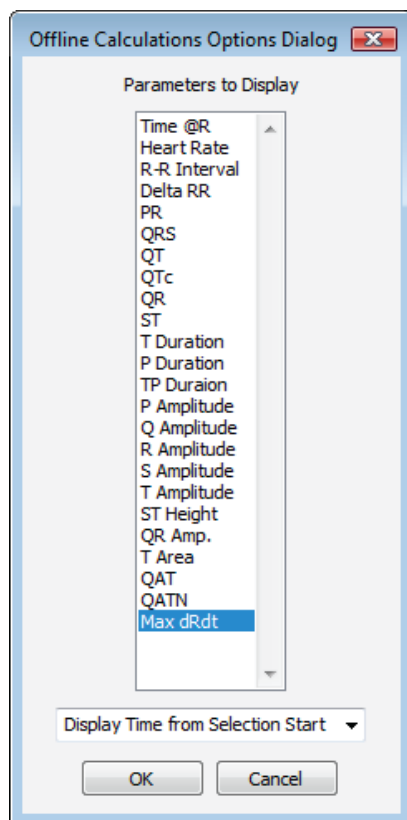 Offline Calculations Options Dialog
Parameters to Display
Time @R
Heart Rate
R-R Interval
Delta RR
PR
QRS
QT
QTc
QR
ST
T Duration
P Duration
TP Duraion
P Amplitude
Q Amplitude
R Amplitude
S Amplitude
T Amplitude
ST Height
QR Amp.
T Area
QAT
QATN
Max dRdt
Display Time from Selection Start
OK Cancel